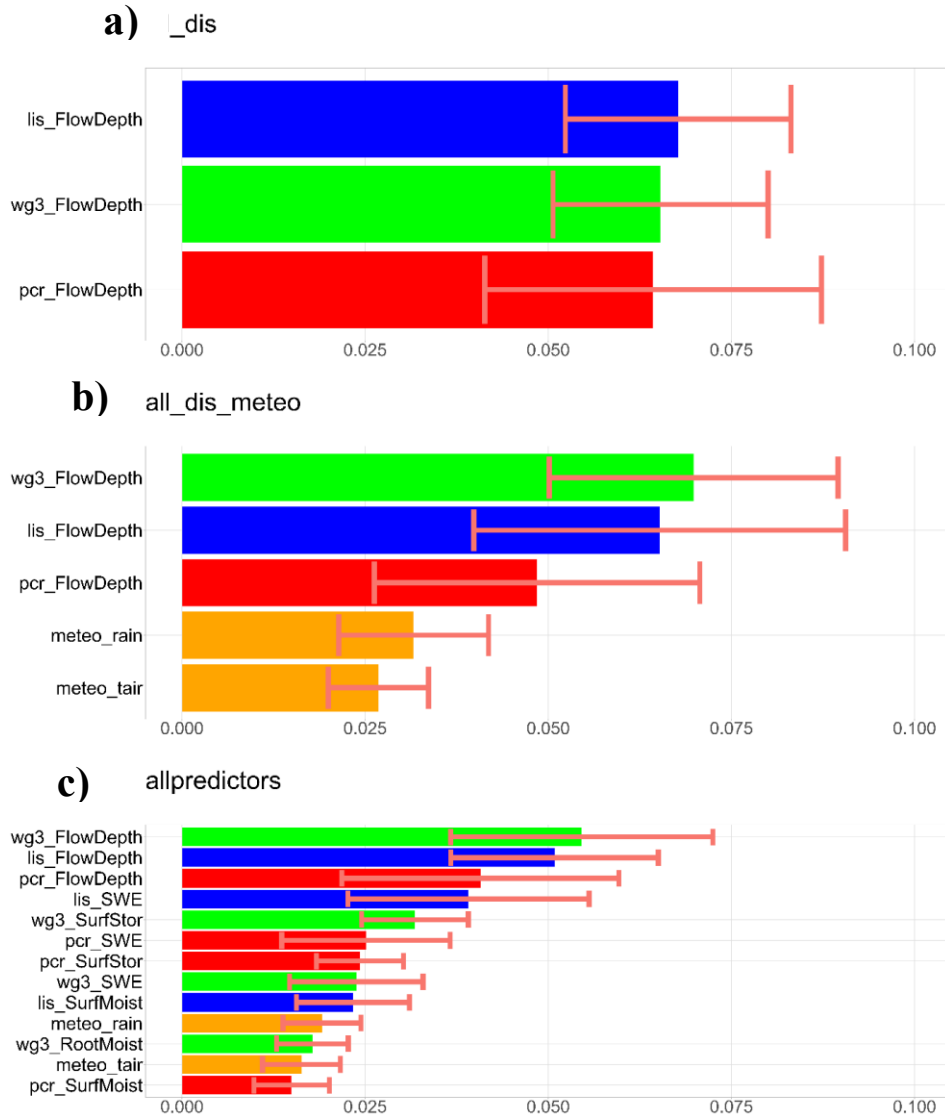 a) l_dis
lis_FlowDepth
wg3_FlowDepth
pcr_FlowDepth
0.000 0.025 0.050 0.075 0.100
b) all_dis_meteo
wg3_FlowDepth
lis_FlowDepth
pcr_FlowDepth
meteo_rain
meteo_tair
0.000 0.025 0.050 0.075 0.100
c) allpredictors
wg3_FlowDepth
lis_FlowDepth
pcr_FlowDepth
lis_SWE
wg3_SurfStor
pcr_SWE
pcr_SurfStor
wg3_SWE
lis_SurfMoist
meteo_rain
wg3_RootMoist
meteo_tair
pcr_SurfMoist
0.000 0.025 0.050 0.075 0.100